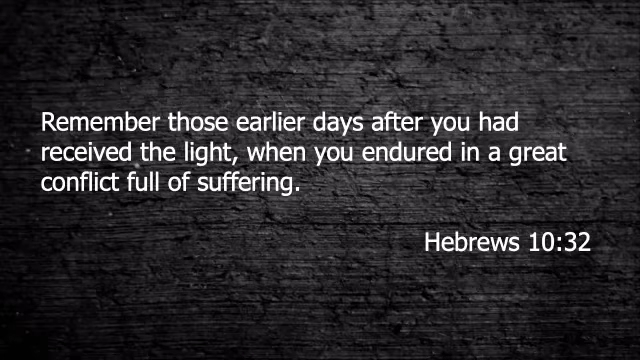 Remember those earlier days after you had
received the light, when you endured in a great
conflict full of suffering.
Hebrews 10:32